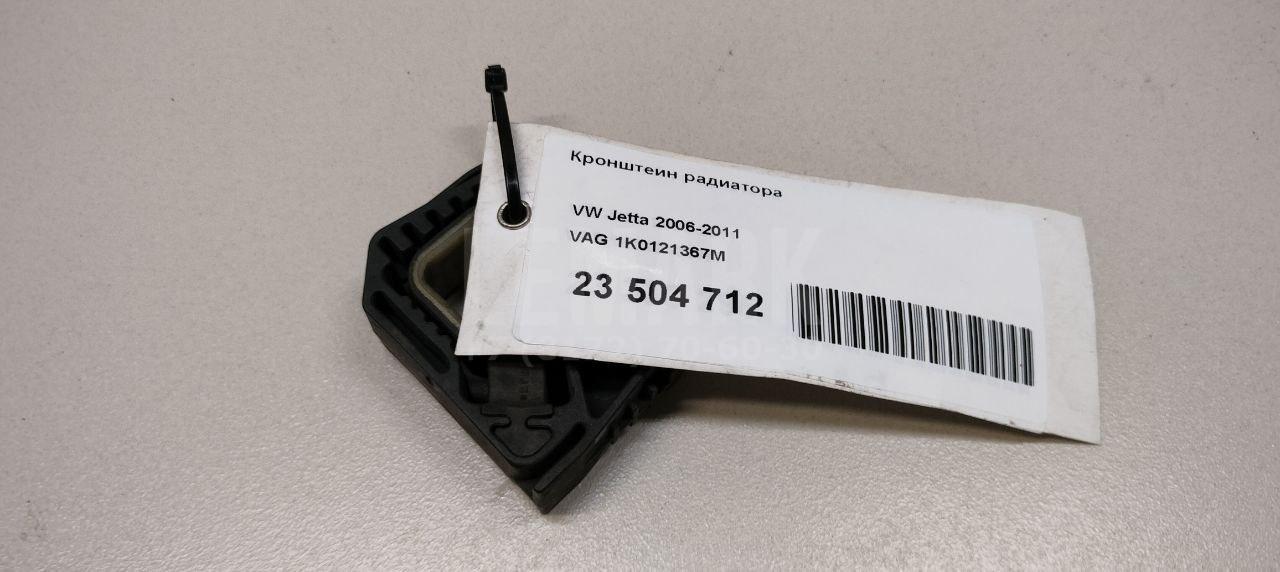 Кронштеин радиатора
VW Jetta 2006-2011
VAG 1K0121367M
23 504 712